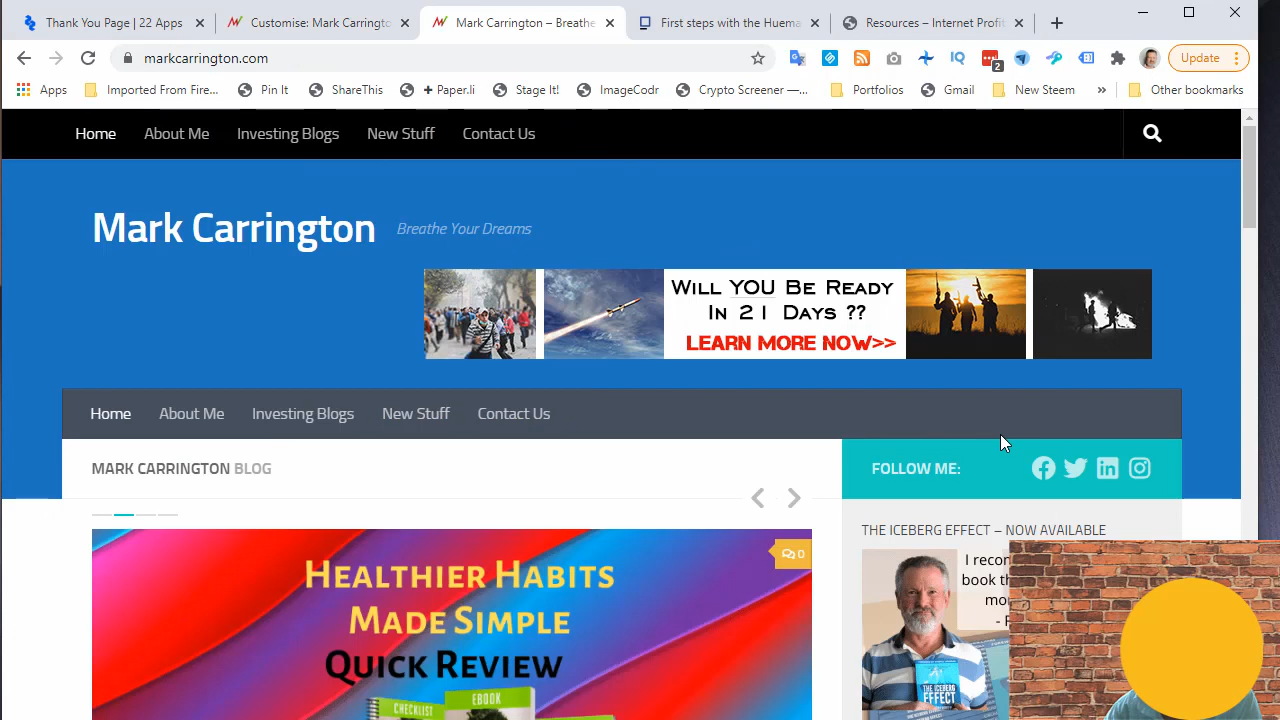 Thank You Page | 22 Apps
Customise: Mark Carringto
Mark Carrington – Breathe
First steps with the Huema
Resources – Internet Profit
markcarrington.com
IQ
2
Update
Apps
Imported From Fire...
Pin It
ShareThis
+ Paper.li
Stage It!
ImageCodr
Crypto Screener —...
»
Portfolios
Gmail
New Steem
Other bookmarks
Home
About Me
Investing Blogs
New Stuff
Contact Us
Mark Carrington
Breathe Your Dreams
Will YOU Be Ready
In 21 Days ??
LEARN MORE NOW>>
Home
About Me
Investing Blogs
New Stuff
Contact Us
MARK CARRINGTON BLOG
FOLLOW ME:
0
THE ICEBERG EFFECT – NOW AVAILABLE
Healthier Habits
Made Simple
Quick Review
CHECKLIST
EBOOK
I recor
book th
mo
THE ICEBERG
EFFECT